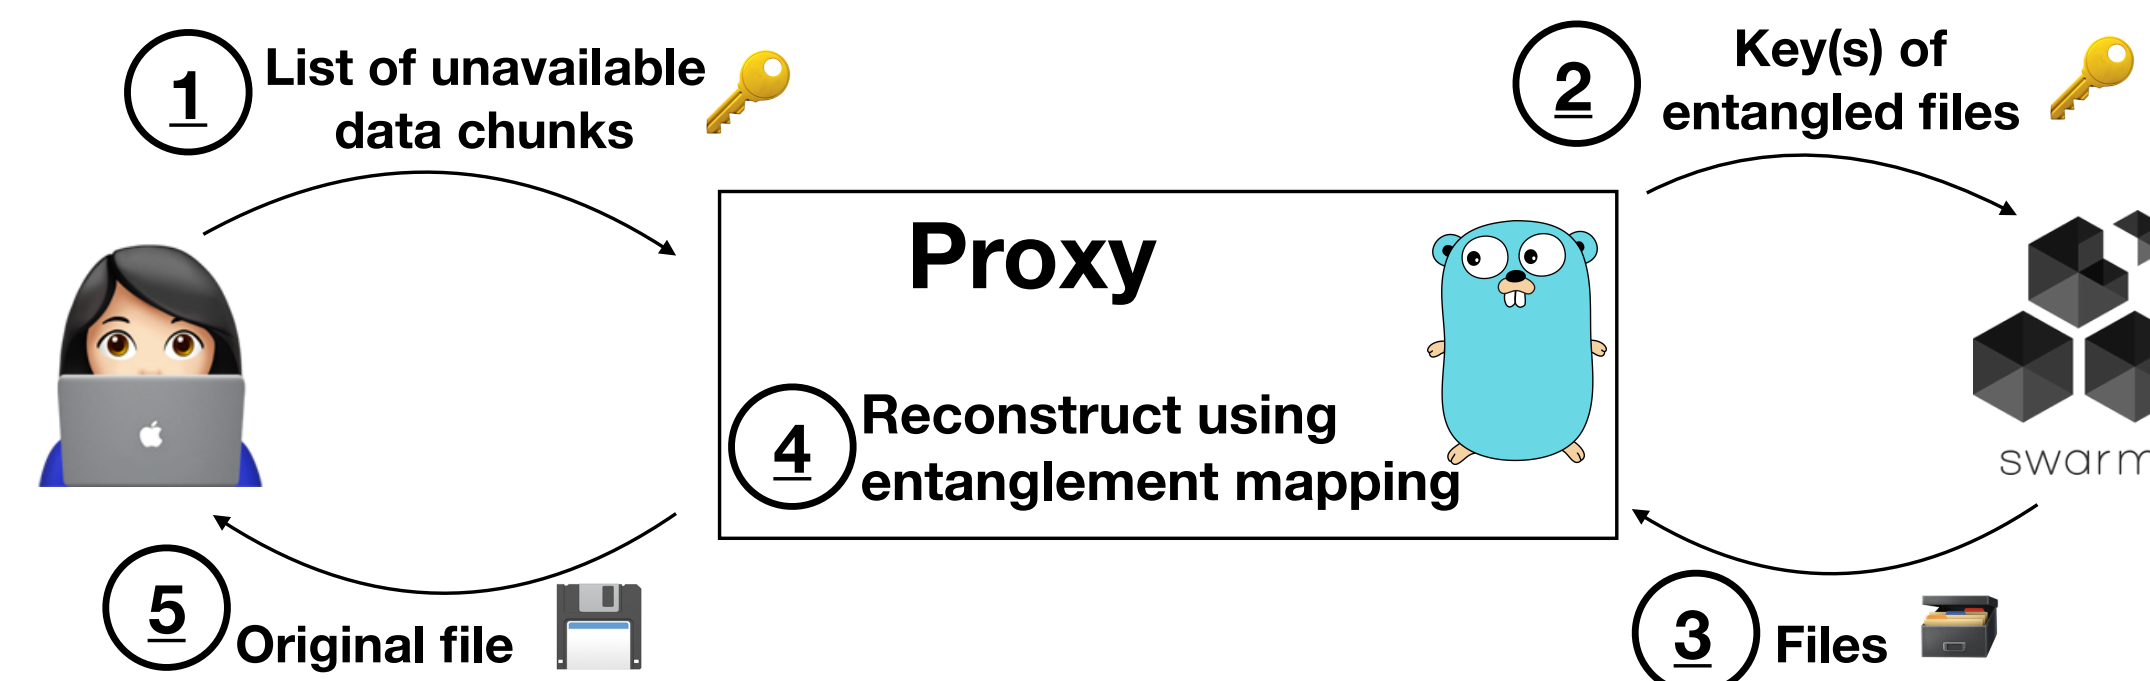 1
List of unavailable
data chunks
2
Key(s) of
entangled files
Proxy
4
Reconstruct using
entanglement mapping
swarm
5
Original file
3
Files